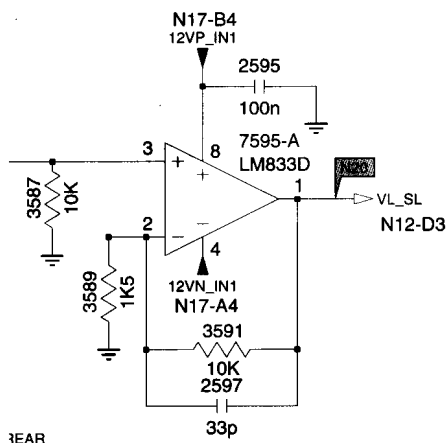 N17-B4
12VP_IN1
2595
100n
7595-A
LM833D
3
8
+
+
1
VL_SL
N12-D3
3587
10K
2
−
−
4
12VN_IN1
N17-A4
3589
1K5
3591
10K
2597
33p